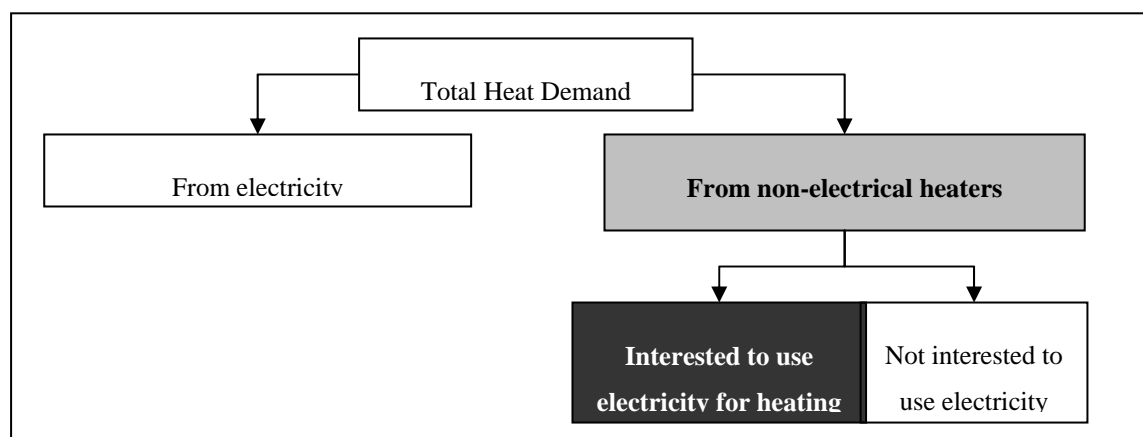 Total Heat Demand
From electricity
From non-electrical heaters
Interested to use
electricity for heating
Not interested to
use electricity